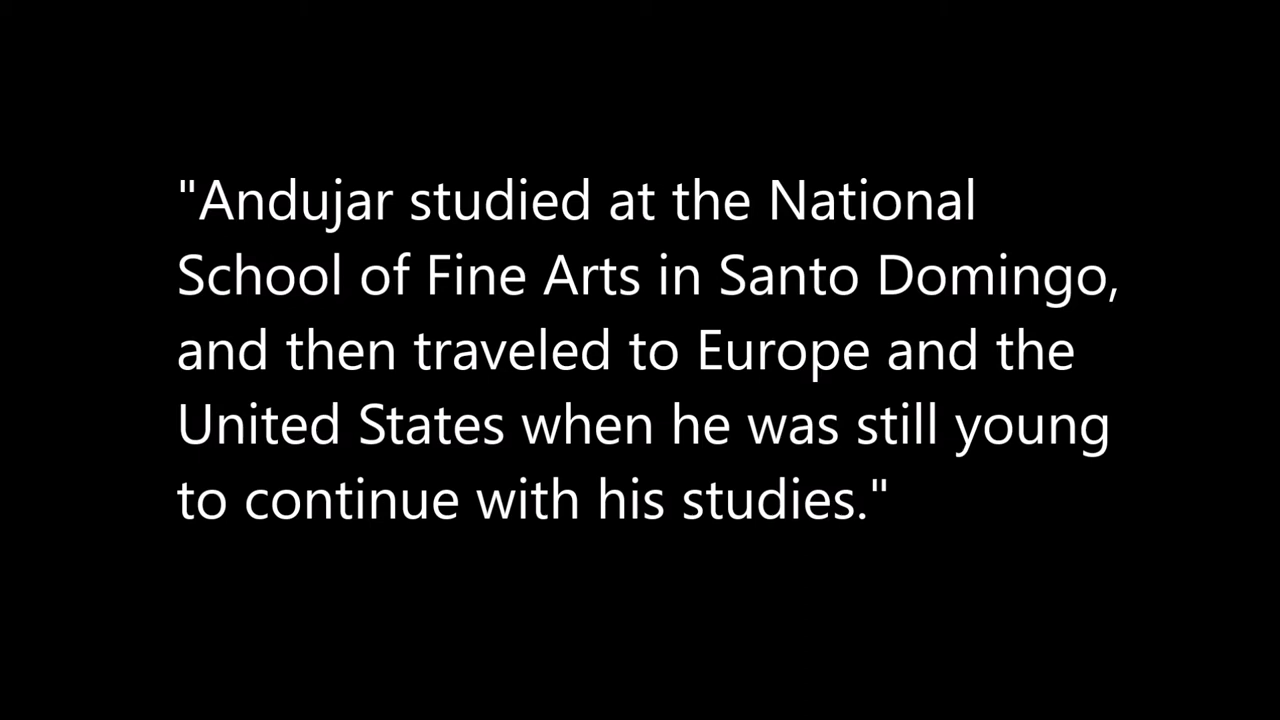 "Andujar studied at the National
School of Fine Arts in Santo Domingo,
and then traveled to Europe and the
United States when he was still young
to continue with his studies."